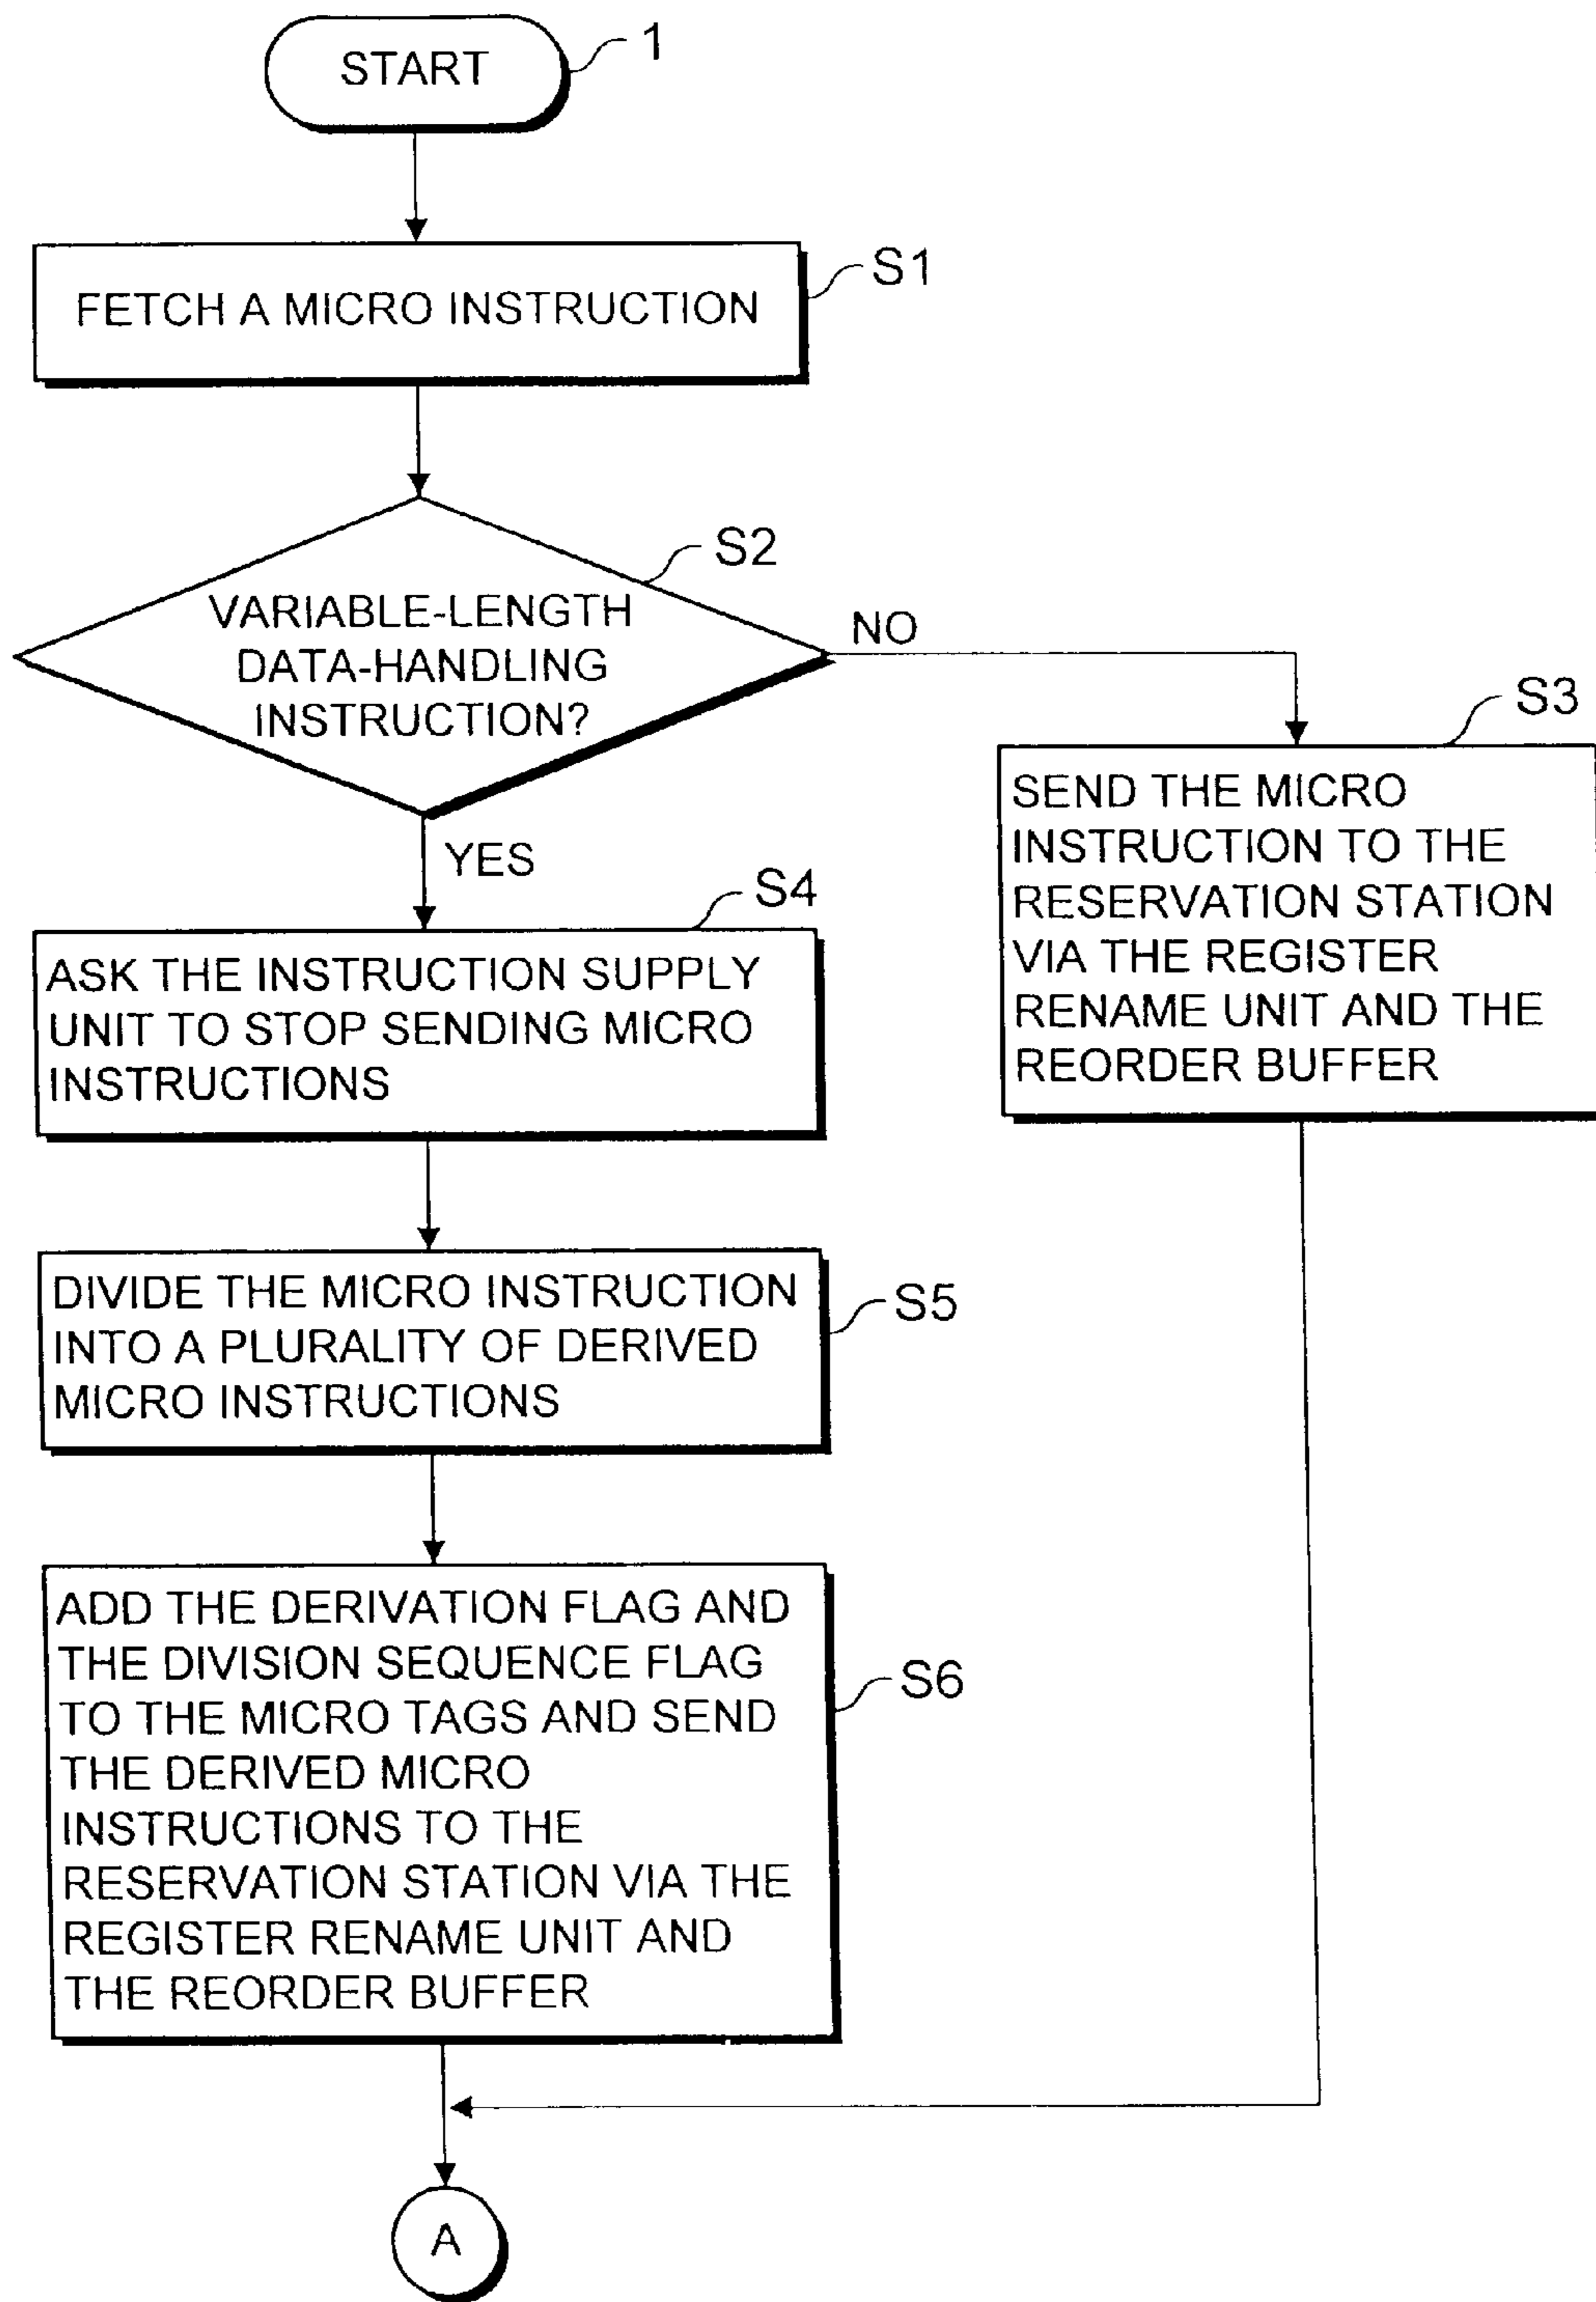 START
1
FETCH A MICRO INSTRUCTION
S1
S2
VARIABLE-LENGTH
DATA-HANDLING
INSTRUCTION?
NO
YES
S3
SEND THE MICRO
INSTRUCTION TO THE
RESERVATION STATION
VIA THE REGISTER
RENAME UNIT AND THE
REORDER BUFFER
S4
ASK THE INSTRUCTION SUPPLY
UNIT TO STOP SENDING MICRO
INSTRUCTIONS
DIVIDE THE MICRO INSTRUCTION
INTO A PLURALITY OF DERIVED
MICRO INSTRUCTIONS
S5
ADD THE DERIVATION FLAG AND
THE DIVISION SEQUENCE FLAG
TO THE MICRO TAGS AND SEND
THE DERIVED MICRO
INSTRUCTIONS TO THE
RESERVATION STATION VIA THE
REGISTER RENAME UNIT AND
THE REORDER BUFFER
S6
A